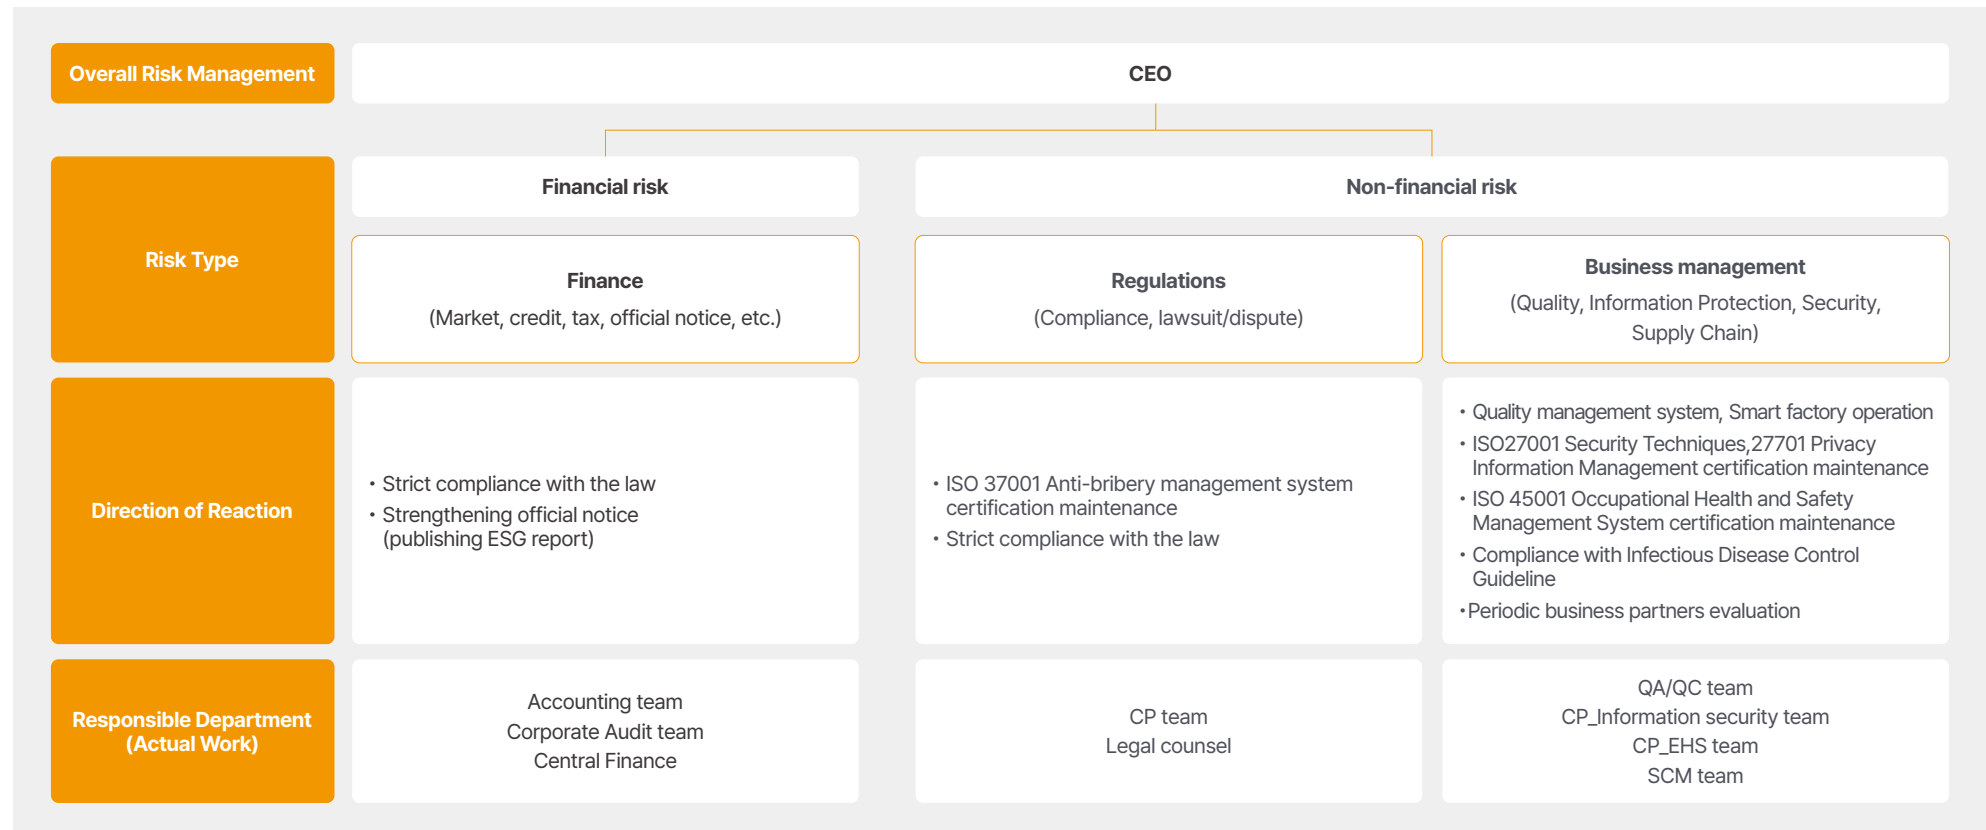 Overall Risk Management
CEO
Risk Type
Financial risk
Non-financial risk
Finance
(Market, credit, tax, official notice, etc.)
Regulations
(Compliance, lawsuit/dispute)
Business management
(Quality, Information Protection, Security,
Supply Chain)
Direction of Reaction
• Strict compliance with the law
• Strengthening official notice
(publishing ESG report)
• ISO 37001 Anti-bribery management system
certification maintenance
• Strict compliance with the law
• Quality management system, Smart factory operation
• ISO27001 Security Techniques,27701 Privacy
Information Management certification maintenance
• ISO 45001 Occupational Health and Safety
Management System certification maintenance
• Compliance with Infectious Disease Control
Guideline
•Periodic business partners evaluation
Responsible Department
(Actual Work)
Accounting team
Corporate Audit team
Central Finance
CP team
Legal counsel
QA/QC team
CP_Information security team
CP_EHS team
SCM team